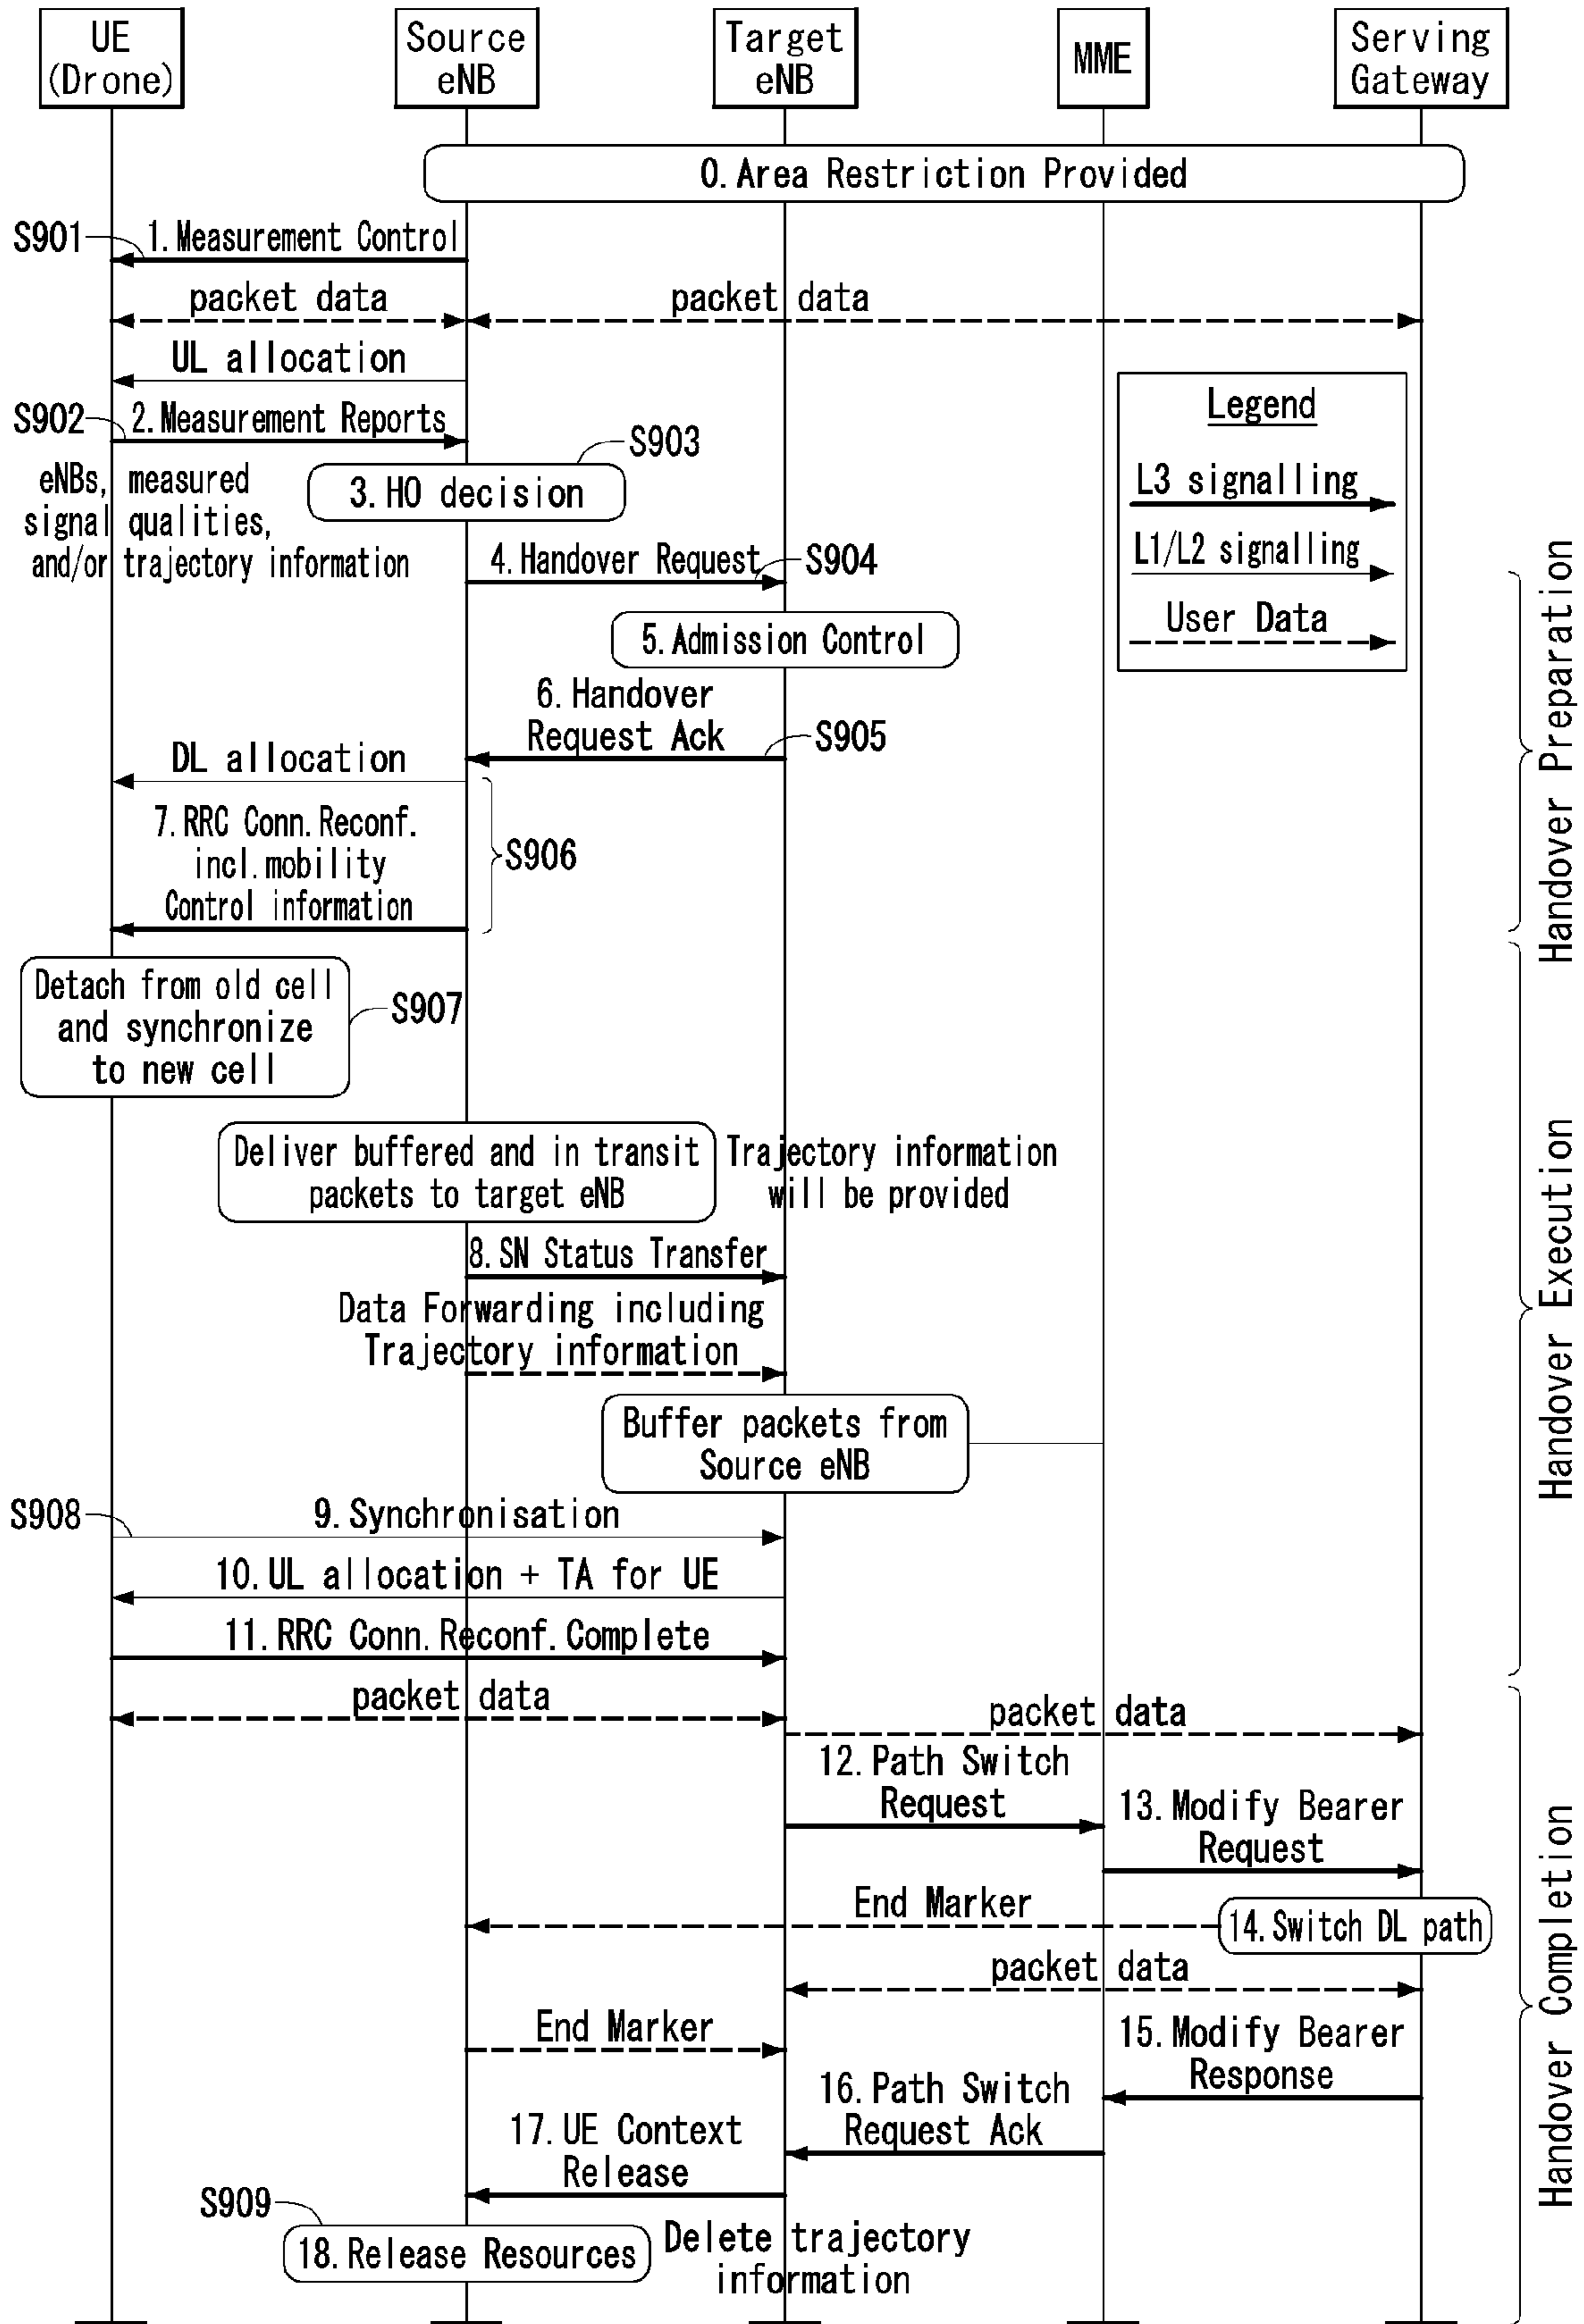 UE
(Drone)
Source
eNB
Target
eNB
MME
Serving
Gateway
0.Area Restriction Provided
S901
1.Measurement Control
packet data
packet data
UL allocation
S902
2.Measurement Reports
eNBs, measured
signal qualities,
and/or trajectory information
S903
3.HO decision
Legend
L3 signalling
L1/L2 signalling
User Data
4.Handover Request
S904
5.Admission Control
6.Handover
Request Ack
S905
DL allocation
7.RRC Conn.Reconf.
incl.mobility
Control information
S906
Handover Preparation
Detach from old cell
and synchronize
to new cell
S907
Deliver buffered and in transit
packets to target eNB
Trajectory information
will be provided
8.SN Status Transfer
Data Forwarding including
Trajectory information
Buffer packets from
Source eNB
S908
9.Synchronisation
10.UL allocation + TA for UE
11.RRC Conn.Reconf.Complete
Handover Execution
packet data
packet data
12.Path Switch
Request
13.Modify Bearer
Request
End Marker
14.Switch DL path
packet data
End Marker
15.Modify Bearer
Response
16.Path Switch
Request Ack
17.UE Context
Release
S909
18.Release Resources
Delete trajectory
information
Handover Completion